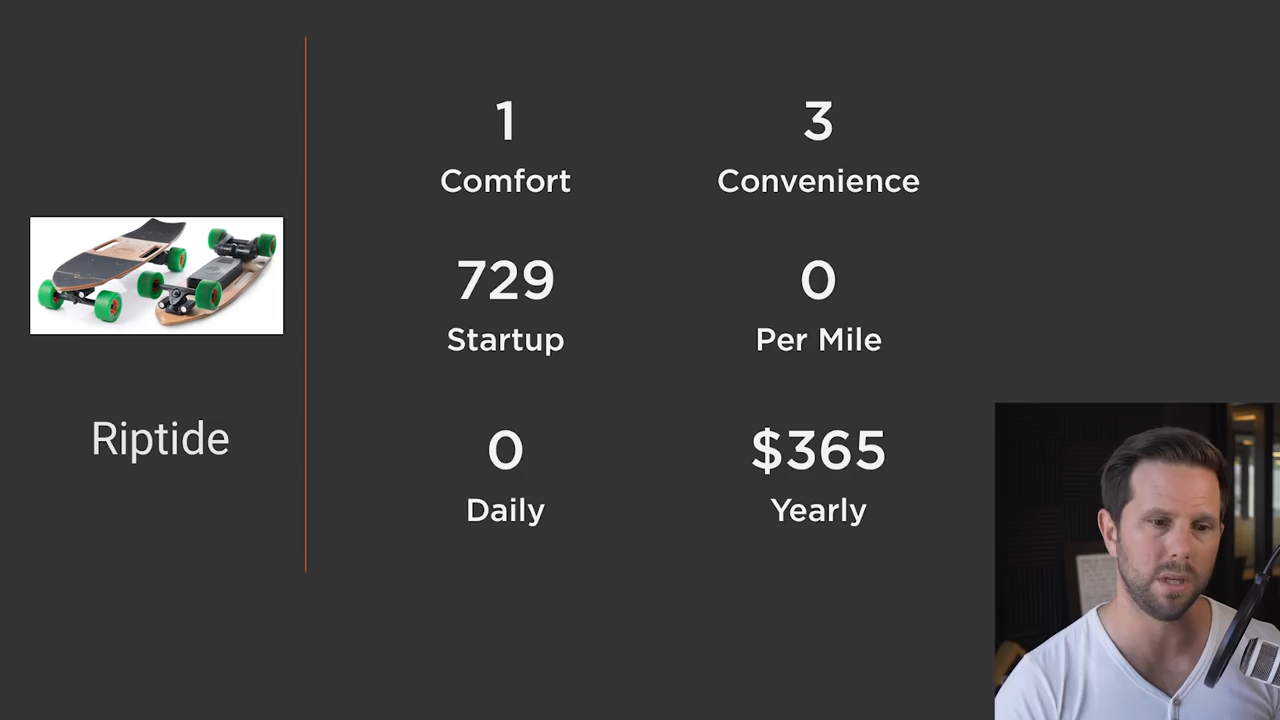 1
Comfort
3
Convenience
729
Startup
0
Per Mile
Riptide
0
Daily
$365
Yearly